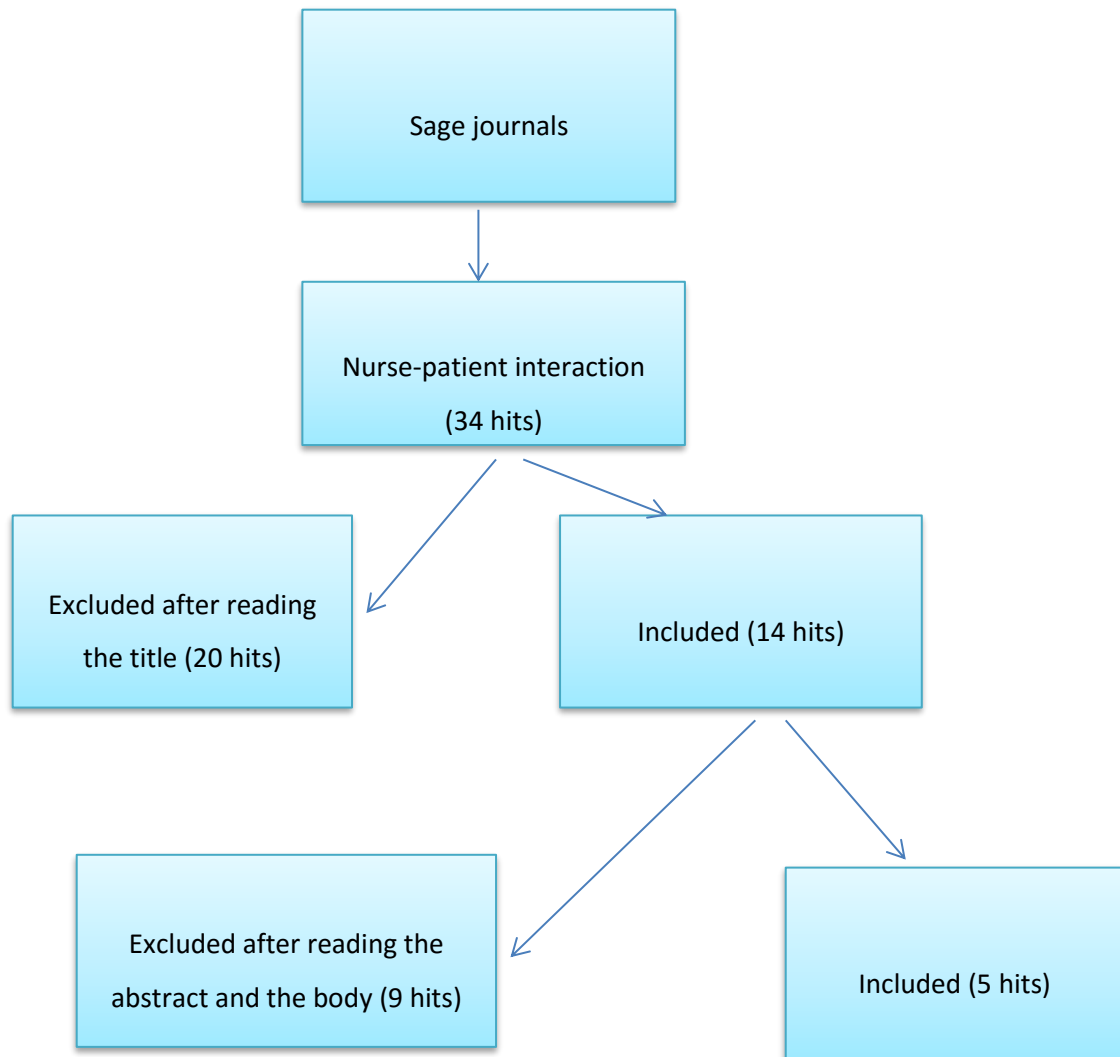 Sage journals
Nurse-patient interaction
(34 hits)
Excluded after reading
the title (20 hits)
Included (14 hits)
Excluded after reading the
abstract and the body (9 hits)
Included (5 hits)